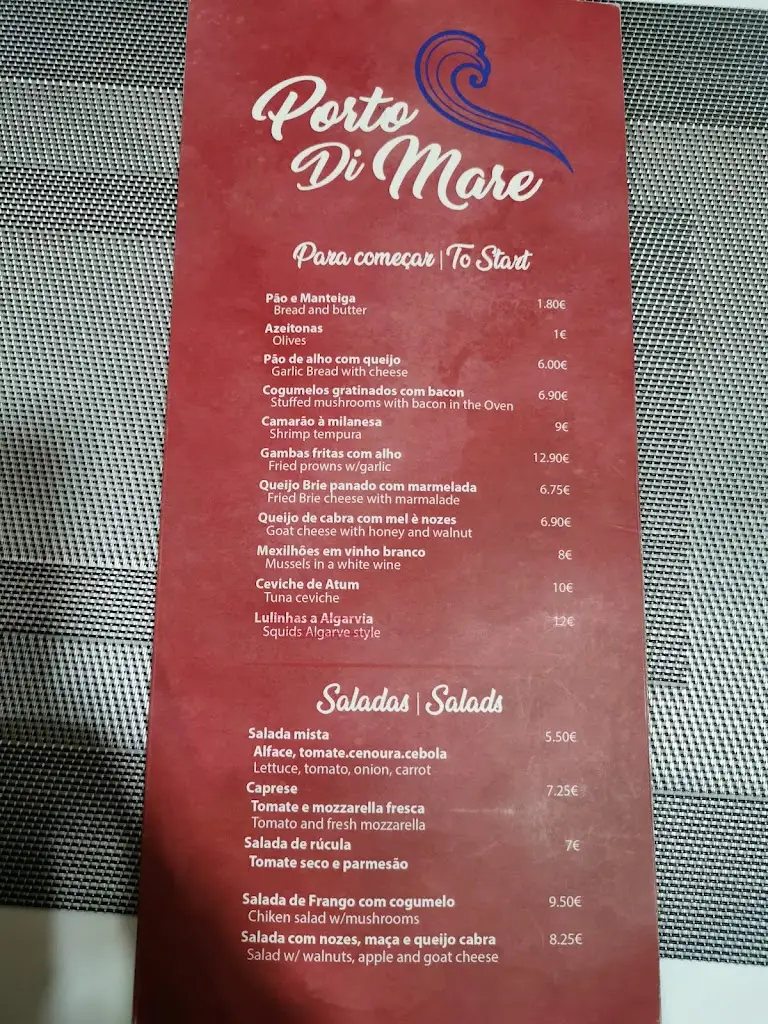 Porto
Di Mare
Para começar | To Start
Pão e Manteiga 1.80€
Bread and butter
Azeitonas 1€
Olives
Pão de alho com queijo 6.00€
Garlic Bread with cheese
Cogumelos gratinados com bacon 6.90€
Stuffed mushrooms with bacon in the Oven
Camarão à milanesa 9€
Shrimp tempura
Gambas fritas com alho 12.90€
Fried prowns w/garlic
Queijo Brie panado com marmelada 6.75€
Fried Brie cheese with marmalade
Queijo de cabra com mel è nozes 6.90€
Goat cheese with honey and walnut
Mexilhões em vinho branco 8€
Mussels in a white wine
Ceviche de Atum 10€
Tuna ceviche
Lulinhas a Algarvia 12€
Squids Algarve style
Saladas | Salads
Salada mista 5.50€
Alface, tomate.cenoura.cebola
Lettuce, tomato, onion, carrot
Caprese 7.25€
Tomate e mozzarella fresca
Tomato and fresh mozzarella
Salada de rúcula 7€
Tomate seco e parmesão
Salada de Frango com cogumelo 9.50€
Chiken salad w/mushrooms
Salada com nozes, maça e queijo cabra 8.25€
Salad w/ walnuts, apple and goat cheese